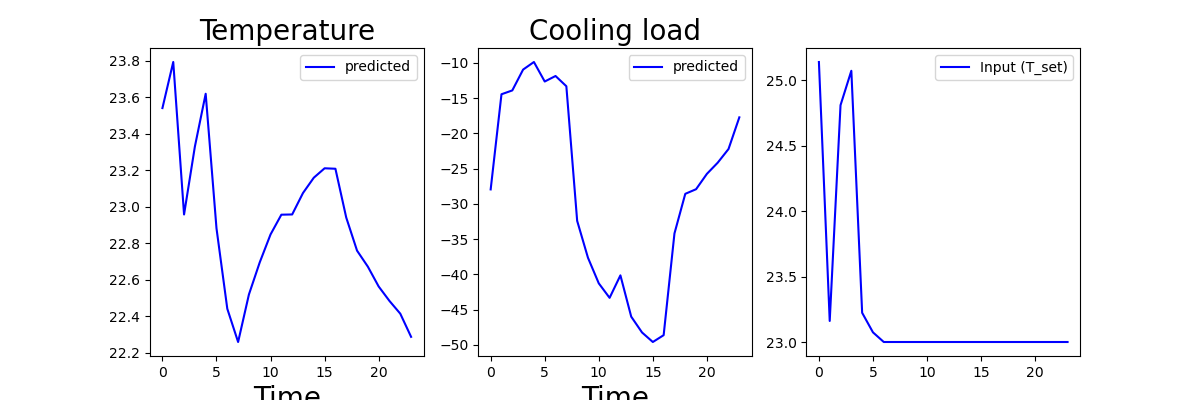 Temperature
Cooling load
predicted
predicted
Input (T_set)
23.8
23.6
23.4
23.2
23.0
22.8
22.6
22.4
22.2
0 5 10 15 20
Time
−10
−15
−20
−25
−30
−35
−40
−45
−50
0 5 10 15 20
Time
25.0
24.5
24.0
23.5
23.0
0 5 10 15 20